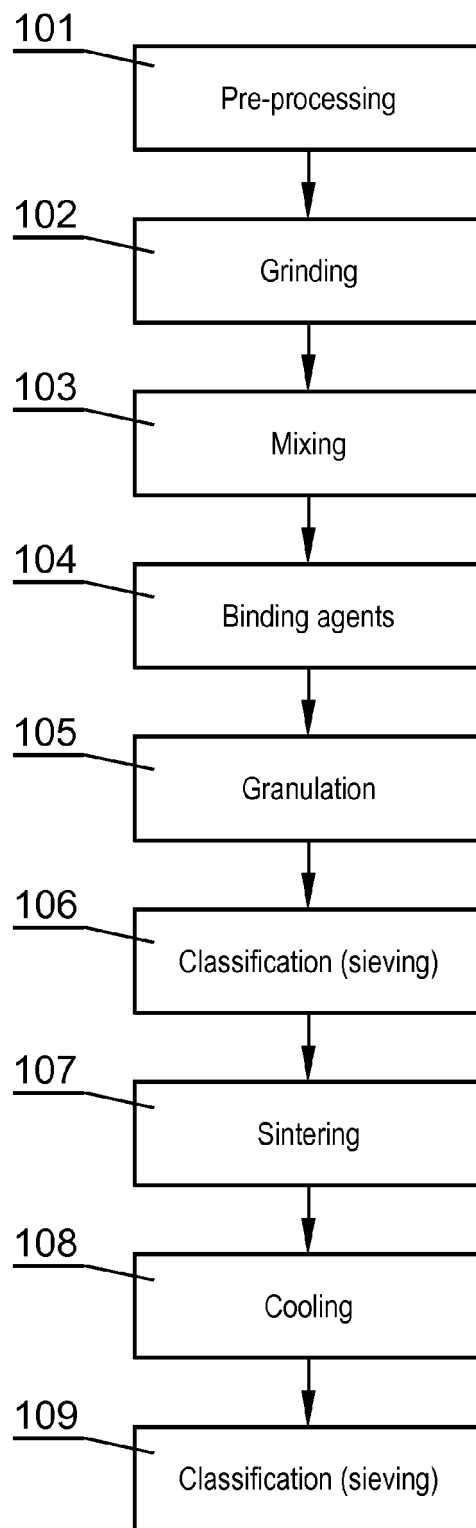 101
Pre-processing
102
Grinding
103
Mixing
104
Binding agents
105
Granulation
106
Classification (sieving)
107
Sintering
108
Cooling
109
Classification (sieving)